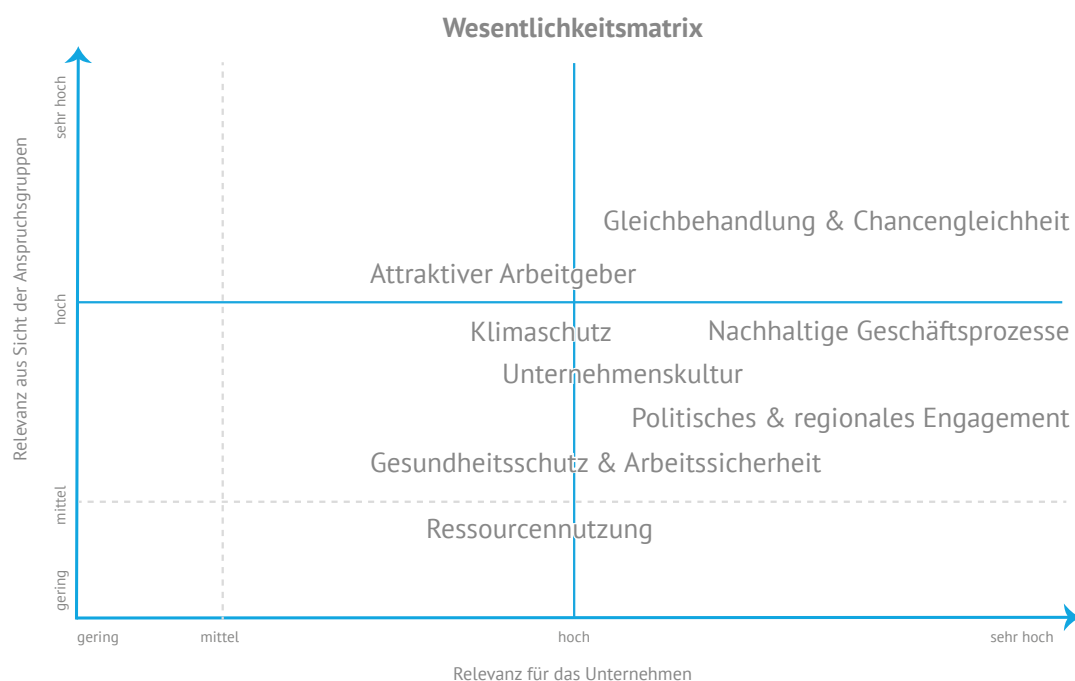 Wesentlichkeitsmatrix
sehr hoch
Relevanz aus Sicht der Anspruchsgruppen
Gleichbehandlung & Chancengleichheit
Attraktiver Arbeitgeber
hoch
Klimaschutz
Nachhaltige Geschäftsprozesse
Unternehmenskultur
Politisches & regionales Engagement
Gesundheitsschutz & Arbeitssicherheit
mittel
Ressourcennutzung
gering
gering
mittel
hoch
sehr hoch
Relevanz für das Unternehmen